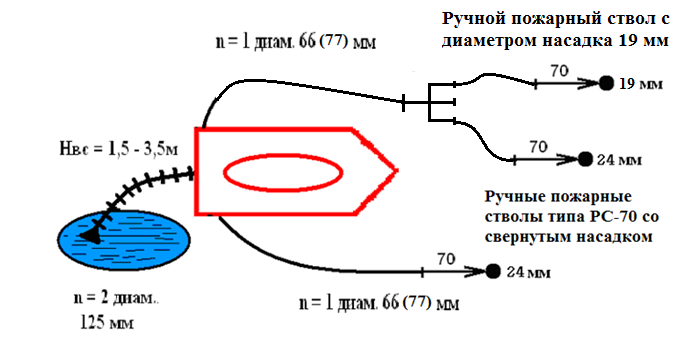 Ручной пожарный ствол с
диаметром насадка 19 мм
n = 1 диам. 66 (77) мм
70
19 мм
Hвс = 1,5 - 3,5м
70
24 мм
Ручные пожарные
стволы типа РС-70 со
свернутым насадком
70
24 мм
n = 2 диам..
125 мм
n = 1 диам. 66 (77) мм